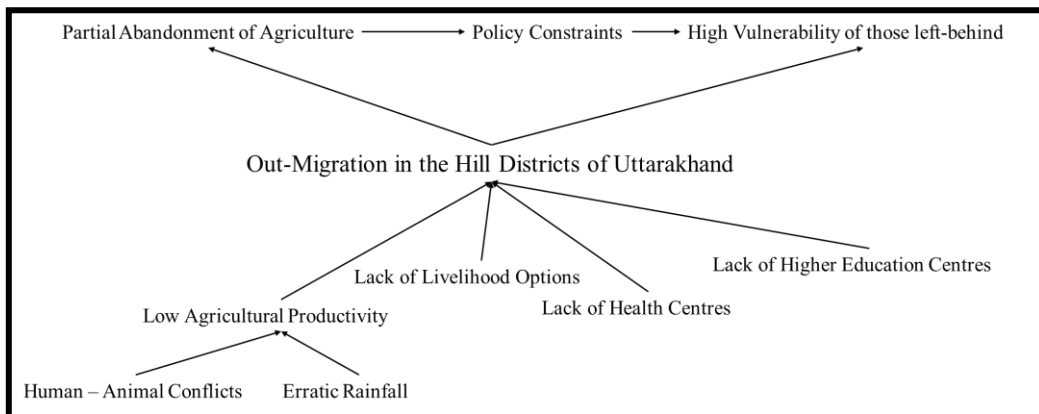 Partial Abandonment of Agriculture
Policy Constraints
High Vulnerability of those left-behind
Out-Migration in the Hill Districts of Uttarakhand
Lack of Livelihood Options
Lack of Higher Education Centres
Low Agricultural Productivity
Lack of Health Centres
Human – Animal Conflicts
Erratic Rainfall